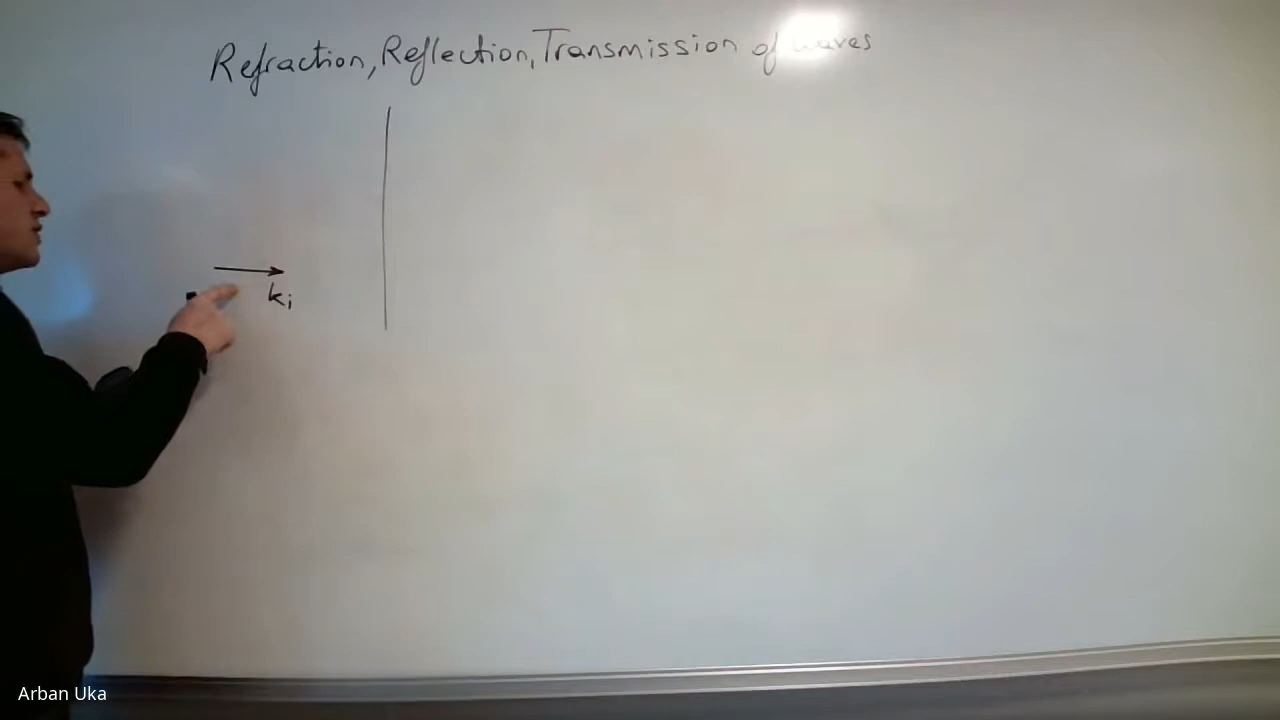 Refraction, Reflection, Transmission of waves
ki
Arban Uka